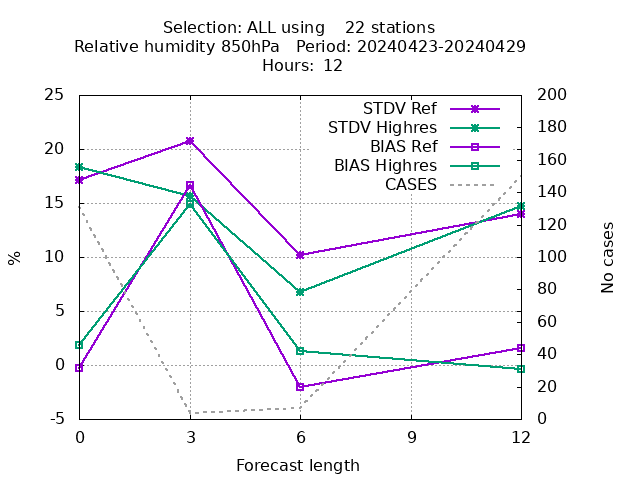 Selection: ALL using    22 stations
Relative humidity 850hPa   Period: 20240423-20240429
Hours:  12
25
20
15
10
5
0
-5
%
200
180
160
140
120
100
80
60
40
20
0
No cases
STDV Ref
STDV Highres
BIAS Ref
BIAS Highres
CASES
0 3 6 9 12
Forecast length